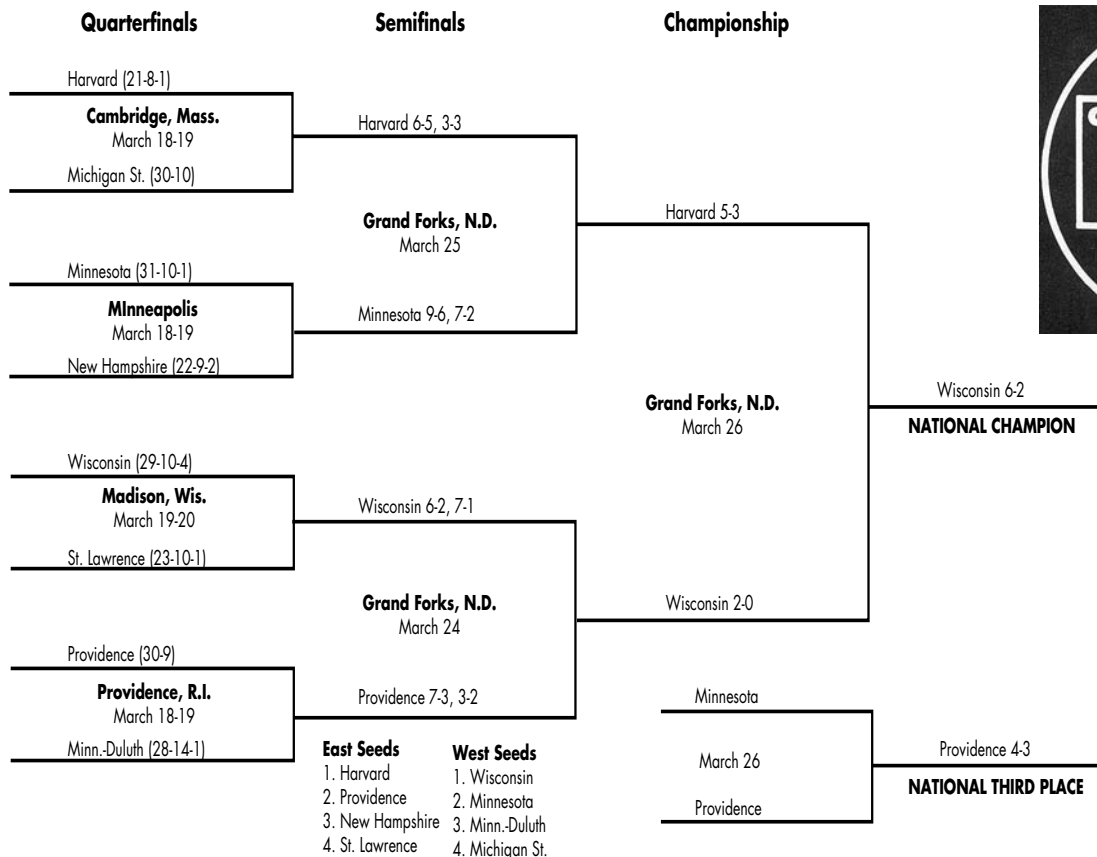 Quarterfinals
Semifinals
Championship
Harvard (21-8-1)
Cambridge, Mass.
March 18-19
Michigan St. (30-10)
Harvard 6-5, 3-3
Minnesota (31-10-1)
MInneapolis
March 18-19
New Hampshire (22-9-2)
Minnesota 9-6, 7-2
Grand Forks, N.D.
March 25
Harvard 5-3
Wisconsin (29-10-4)
Madison, Wis.
March 19-20
St. Lawrence (23-10-1)
Wisconsin 6-2, 7-1
Providence (30-9)
Providence, R.I.
March 18-19
Minn.-Duluth (28-14-1)
Providence 7-3, 3-2
Grand Forks, N.D.
March 24
Wisconsin 2-0
Grand Forks, N.D.
March 26
Wisconsin 6-2
NATIONAL CHAMPION
Minnesota
March 26
Providence
Providence 4-3
NATIONAL THIRD PLACE
East Seeds
1. Harvard
2. Providence
3. New Hampshire
4. St. Lawrence
West Seeds
1. Wisconsin
2. Minnesota
3. Minn.-Duluth
4. Michigan St.